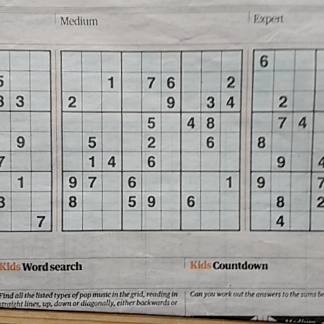 Medium
Expert
6
5 1 7 6 2
3 3 2 9 3 4 2
5 4 8 7 4
9 5 2 6 8
7 1 4 6 9 4
1 9 7 6 1 9 7
3 8 5 9 6 8 2
7 4
Kids Word search
Kids Countdown
Find all the listed types of pop music in the grid, reading in
straight lines, up, down or diagonally, either backwards or
Can you work out the answers to the sums be